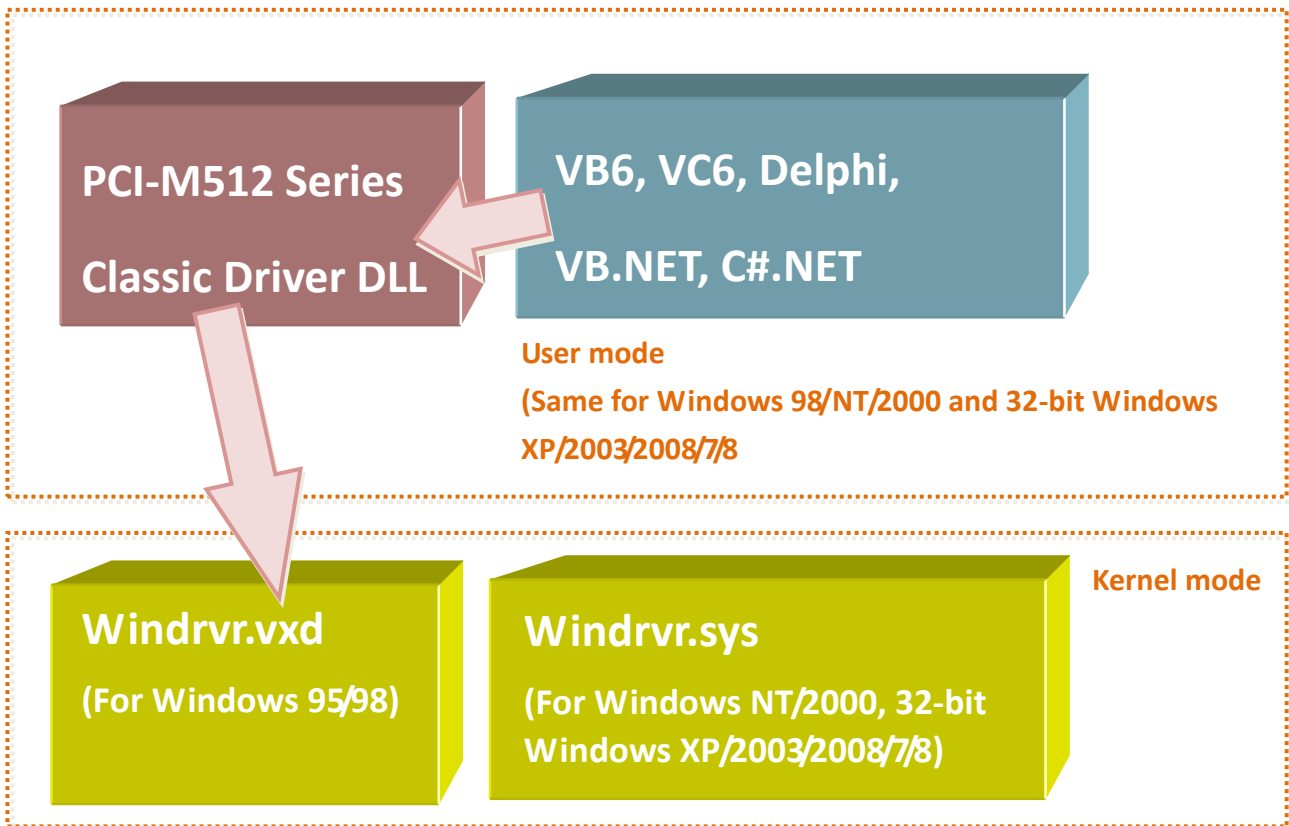 PCI-M512 Series
Classic Driver DLL
VB6, VC6, Delphi,
VB.NET, C#.NET
User mode
(Same for Windows 98/NT/2000 and 32-bit Windows
XP/2003/2008/7/8
Kernel mode
Windrvr.vxd
(For Windows 95/98)
Windrvr.sys
(For Windows NT/2000, 32-bit
Windows XP/2003/2008/7/8)